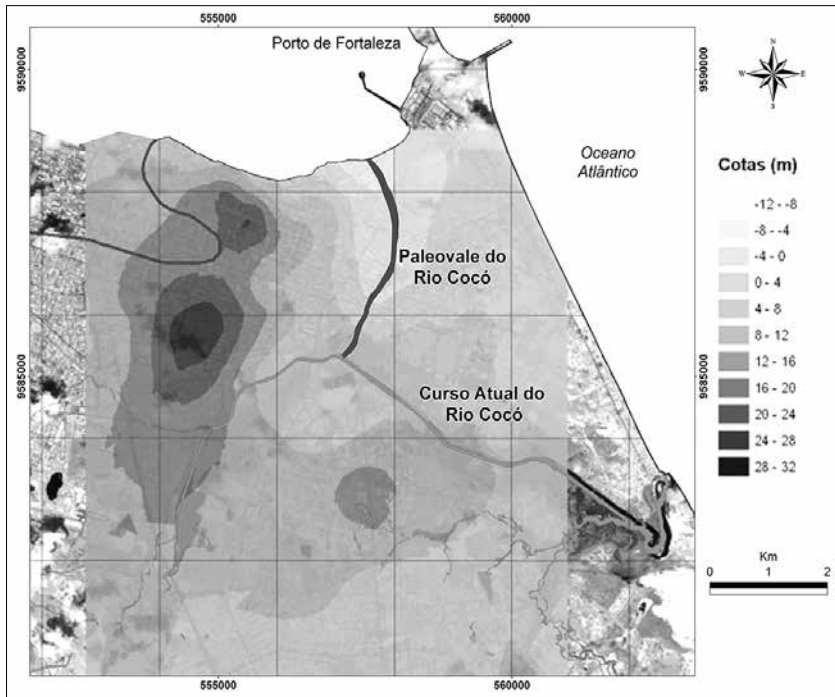 555000
560000
Porto de Fortaleza
9590000
9590000
N
W
E
S
Oceano
Atlântico
Cotas (m)
-12 - -8
-8 - -4
-4 - 0
0 - 4
4 - 8
8 - 12
12 - 16
16 - 20
20 - 24
24 - 28
28 - 32
Paleovale do
Rio Cocó
9585000
9585000
Curso Atual do
Rio Cocó
Km
0
1
2
555000
560000